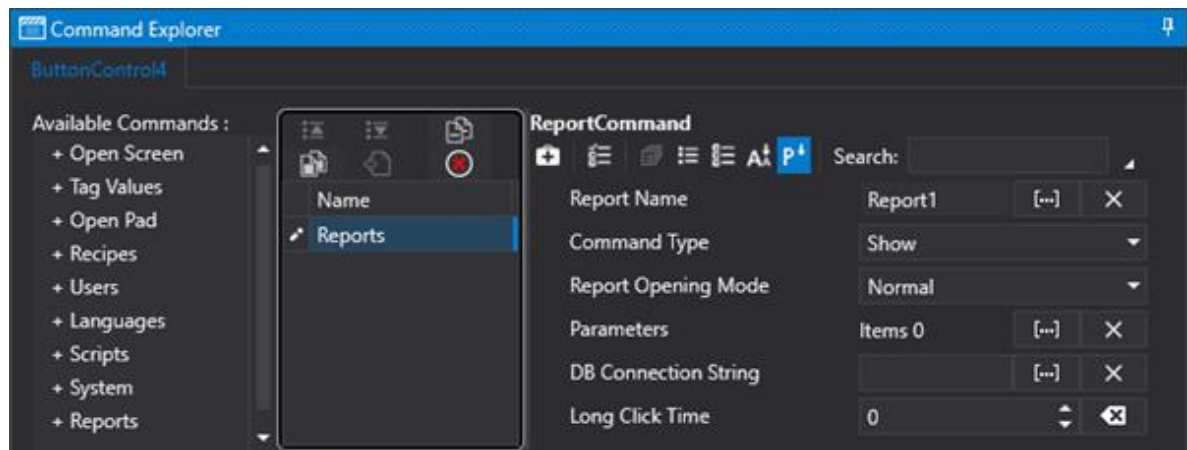 Command Explorer
ButtonControl4
Available Commands :
+ Open Screen
+ Tag Values
+ Open Pad
+ Recipes
+ Users
+ Languages
+ Scripts
+ System
+ Reports
Name
Reports
ReportCommand
Search:
Report Name Report1 [...]
Command Type Show
Report Opening Mode Normal
Parameters Items 0 [...]
DB Connection String [...]
Long Click Time 0